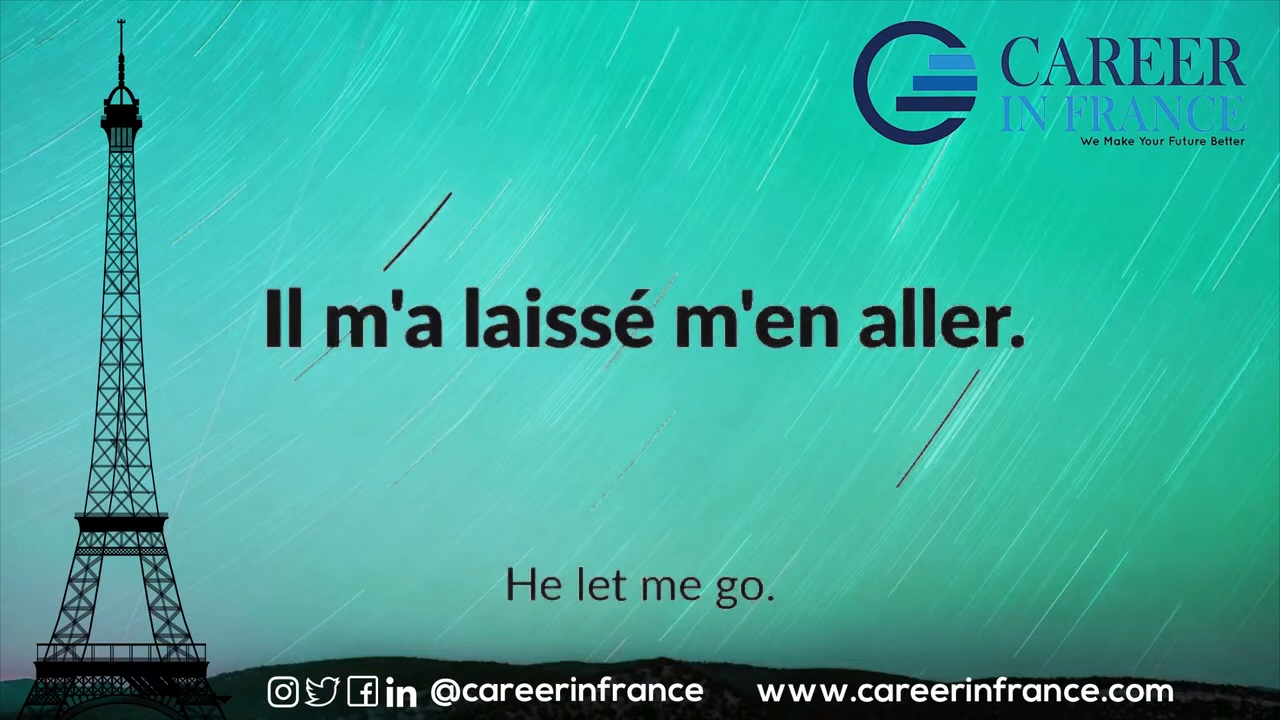 CAREER
IN FRANCE
We Make Your Future Better
Il m'a laissé m'en aller.
He let me go.
@careerinfrance www.careerinfrance.com